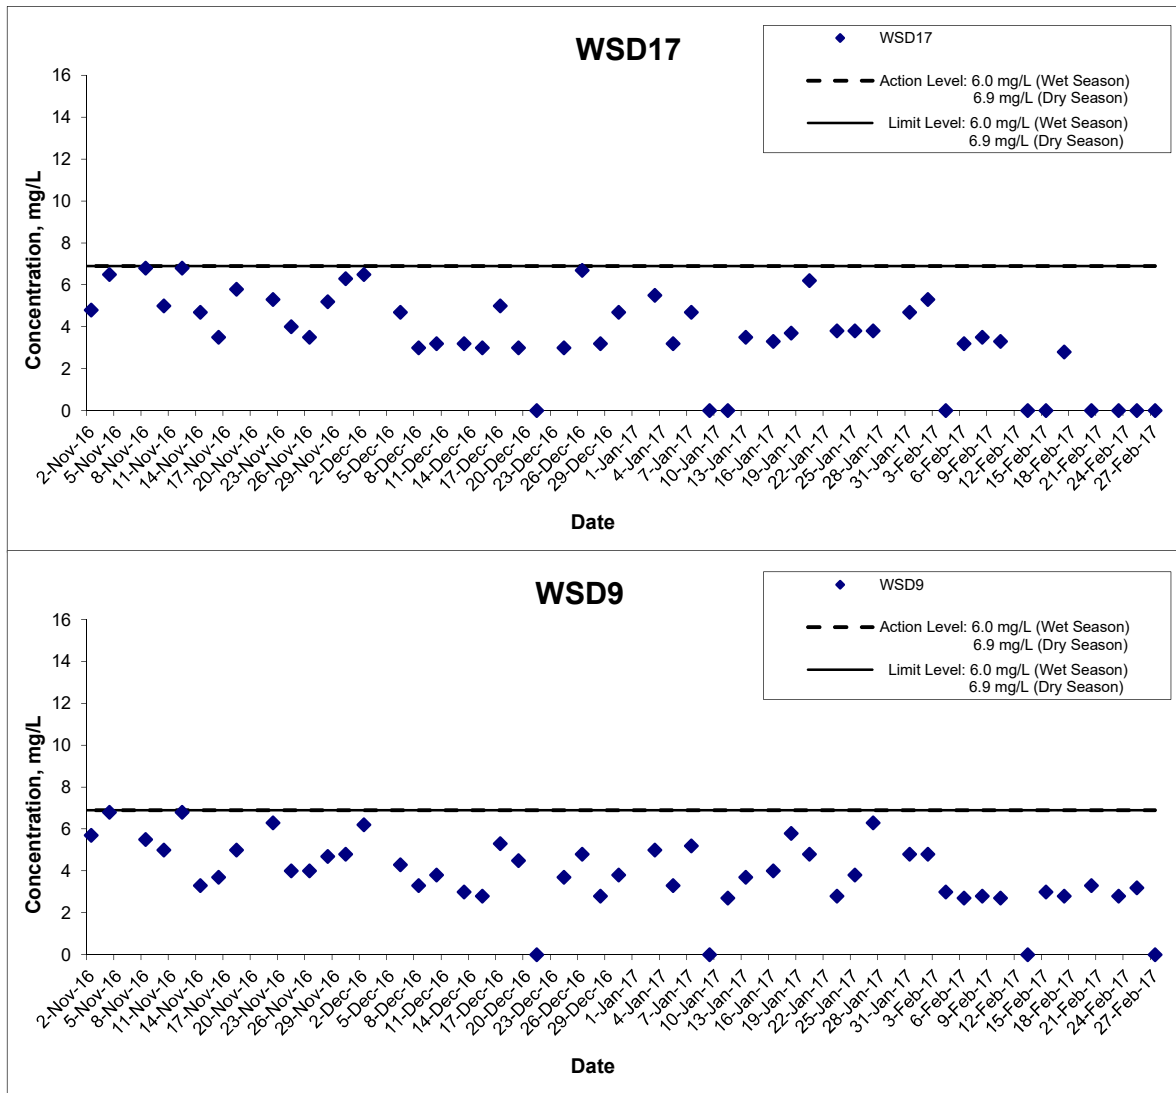 WSD17
WSD17
Action Level: 6.0 mg/L (Wet Season)
6.9 mg/L (Dry Season)
Limit Level: 6.0 mg/L (Wet Season)
6.9 mg/L (Dry Season)
Concentration, mg/L
16
14
12
10
8
6
4
2
0
2-Nov-16
5-Nov-16
8-Nov-16
11-Nov-16
14-Nov-16
17-Nov-16
20-Nov-16
23-Nov-16
26-Nov-16
29-Nov-16
2-Dec-16
5-Dec-16
8-Dec-16
11-Dec-16
14-Dec-16
17-Dec-16
20-Dec-16
23-Dec-16
26-Dec-16
29-Dec-16
1-Jan-17
4-Jan-17
7-Jan-17
10-Jan-17
13-Jan-17
16-Jan-17
19-Jan-17
22-Jan-17
25-Jan-17
28-Jan-17
31-Jan-17
3-Feb-17
6-Feb-17
9-Feb-17
12-Feb-17
15-Feb-17
18-Feb-17
21-Feb-17
24-Feb-17
27-Feb-17
Date
WSD9
WSD9
Action Level: 6.0 mg/L (Wet Season)
6.9 mg/L (Dry Season)
Limit Level: 6.0 mg/L (Wet Season)
6.9 mg/L (Dry Season)
Concentration, mg/L
16
14
12
10
8
6
4
2
0
2-Nov-16
5-Nov-16
8-Nov-16
11-Nov-16
14-Nov-16
17-Nov-16
20-Nov-16
23-Nov-16
26-Nov-16
29-Nov-16
2-Dec-16
5-Dec-16
8-Dec-16
11-Dec-16
14-Dec-16
17-Dec-16
20-Dec-16
23-Dec-16
26-Dec-16
29-Dec-16
1-Jan-17
4-Jan-17
7-Jan-17
10-Jan-17
13-Jan-17
16-Jan-17
19-Jan-17
22-Jan-17
25-Jan-17
28-Jan-17
31-Jan-17
3-Feb-17
6-Feb-17
9-Feb-17
12-Feb-17
15-Feb-17
18-Feb-17
21-Feb-17
24-Feb-17
27-Feb-17
Date